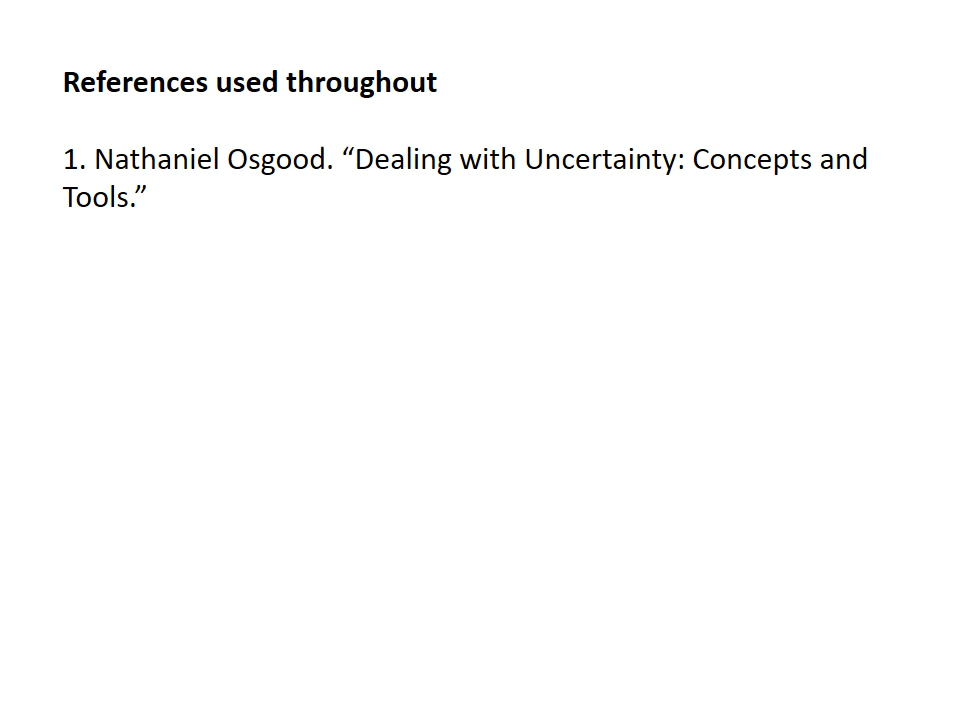 References used throughout
1. Nathaniel Osgood. “Dealing with Uncertainty: Concepts and
Tools.”